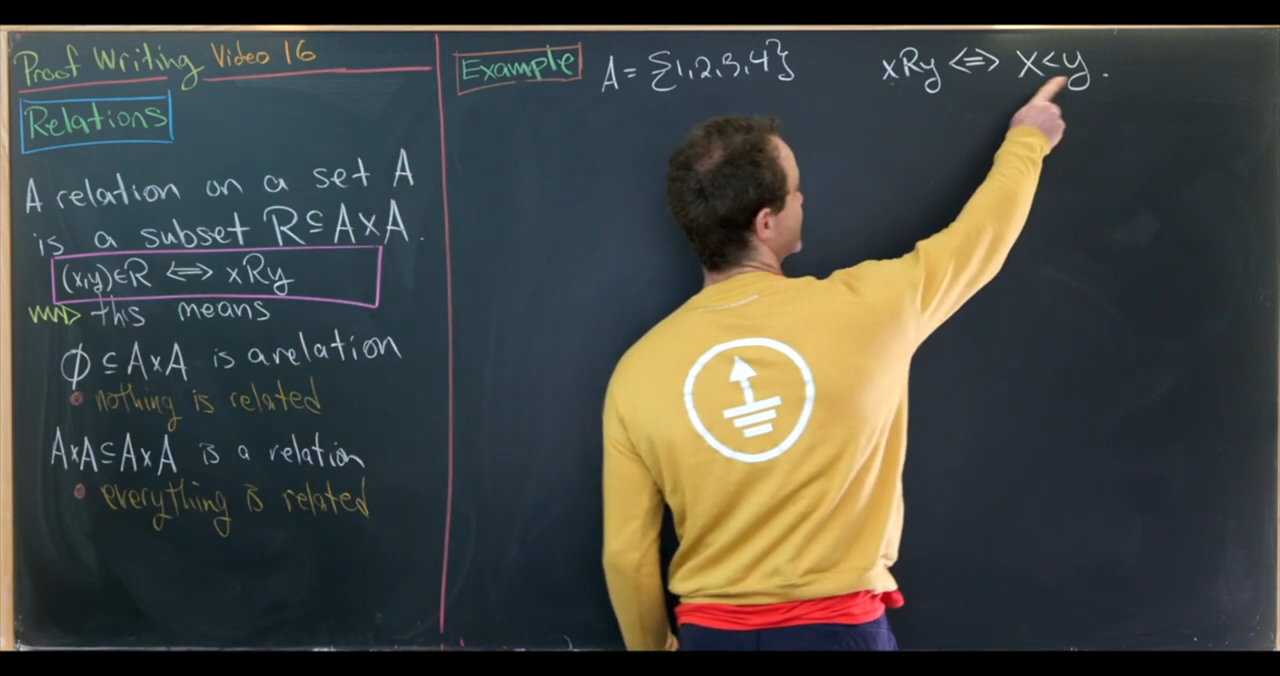 Proof Writing Video 16
Relations
A relation on a set A
is a subset R⊆A×A.
(x,y)∈R ⟺ xRy
this means
∅ ⊆ A×A is a relation
• nothing is related
A×A⊆A×A is a relation
• everything is related
Example A = {1,2,3,4} xRy ⟺ x<y.